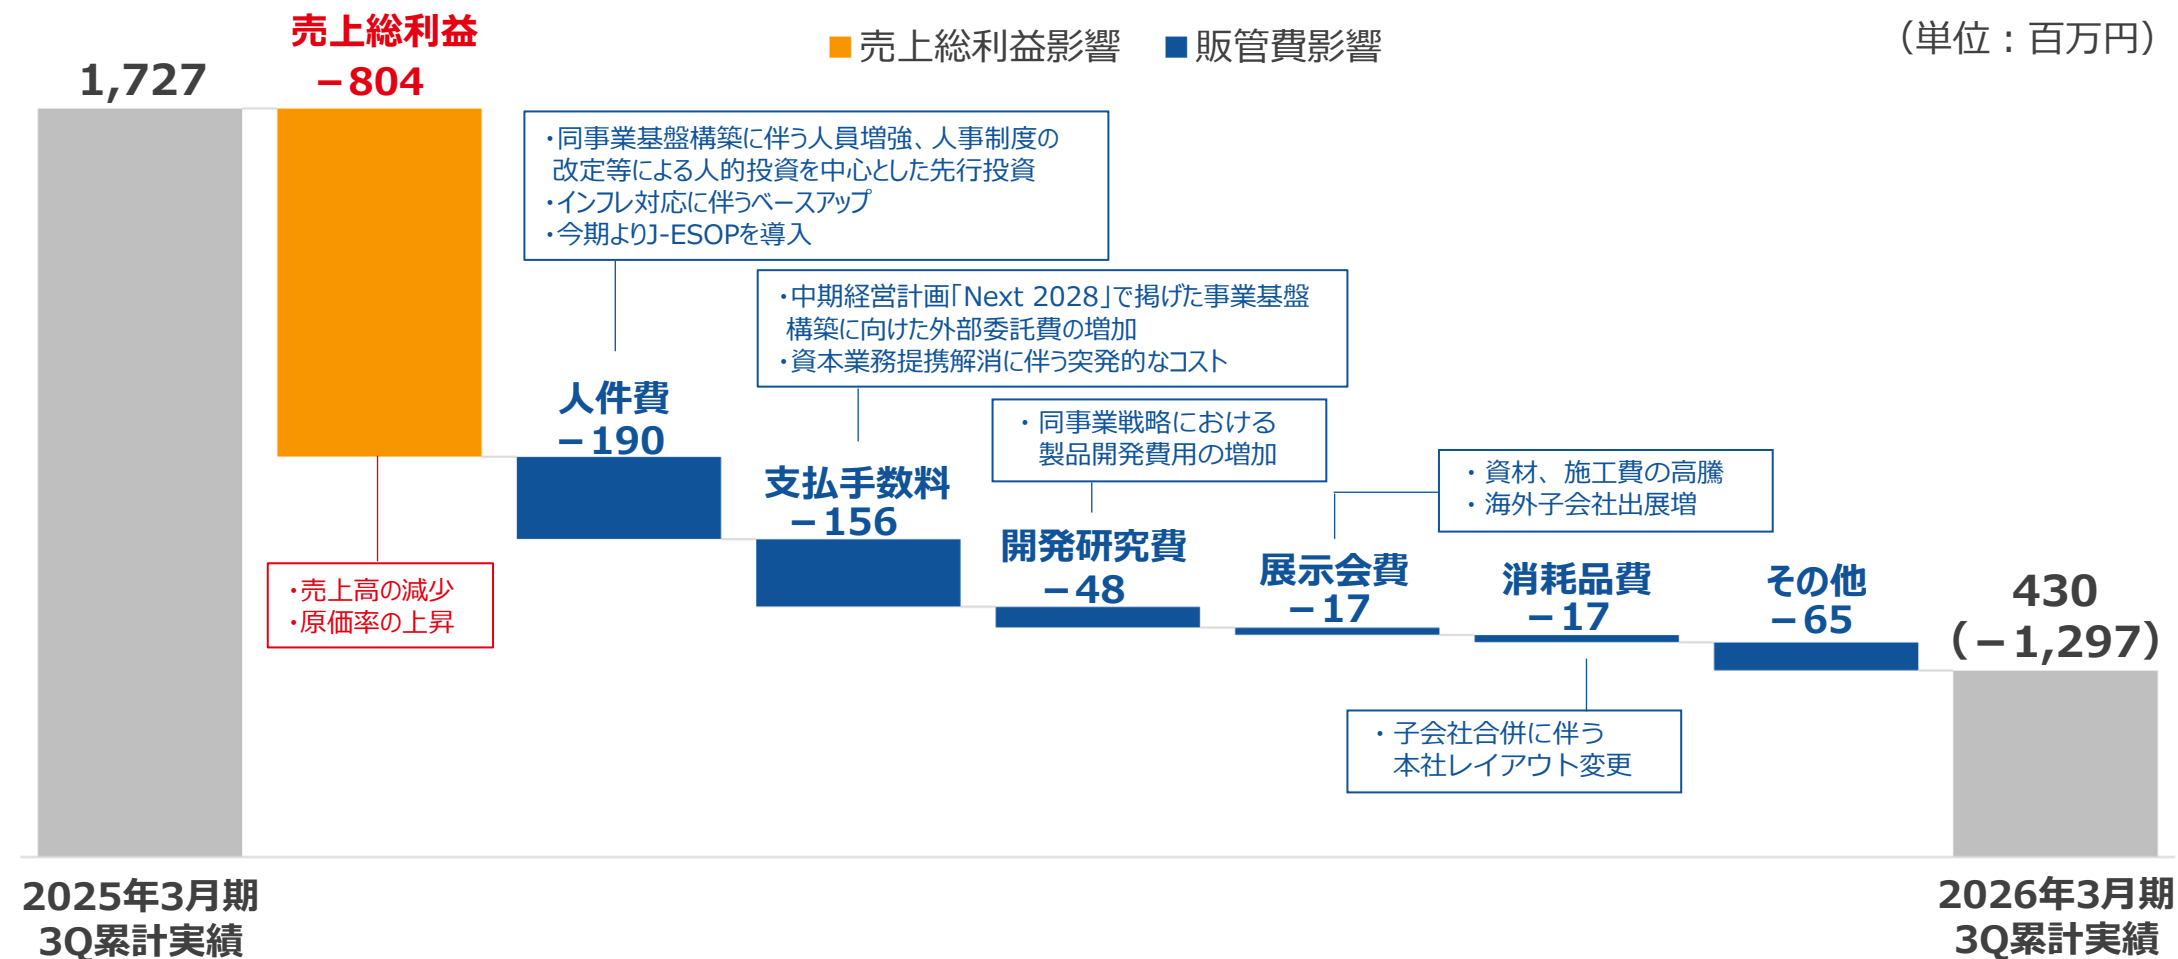 ■売上総利益影響 ■販管費影響
（単位：百万円）
1,727
売上総利益
－804
・売上高の減少
・原価率の上昇
・同事業基盤構築に伴う人員増強、人事制度の
改定等による人的投資を中心とした先行投資
・インフレ対応に伴うベースアップ
・今期よりJ-ESOPを導入
人件費
－190
・中期経営計画「Next 2028」で掲げた事業基盤
構築に向けた外部委託費の増加
・資本業務提携解消に伴う突発的なコスト
支払手数料
－156
・同事業戦略における
製品開発費用の増加
開発研究費
－48
・資材、施工費の高騰
・海外子会社出展増
展示会費
－17
消耗品費
－17
・子会社合併に伴う
本社レイアウト変更
その他
－65
430
（－1,297）
2025年3月期
3Q累計実績
2026年3月期
3Q累計実績